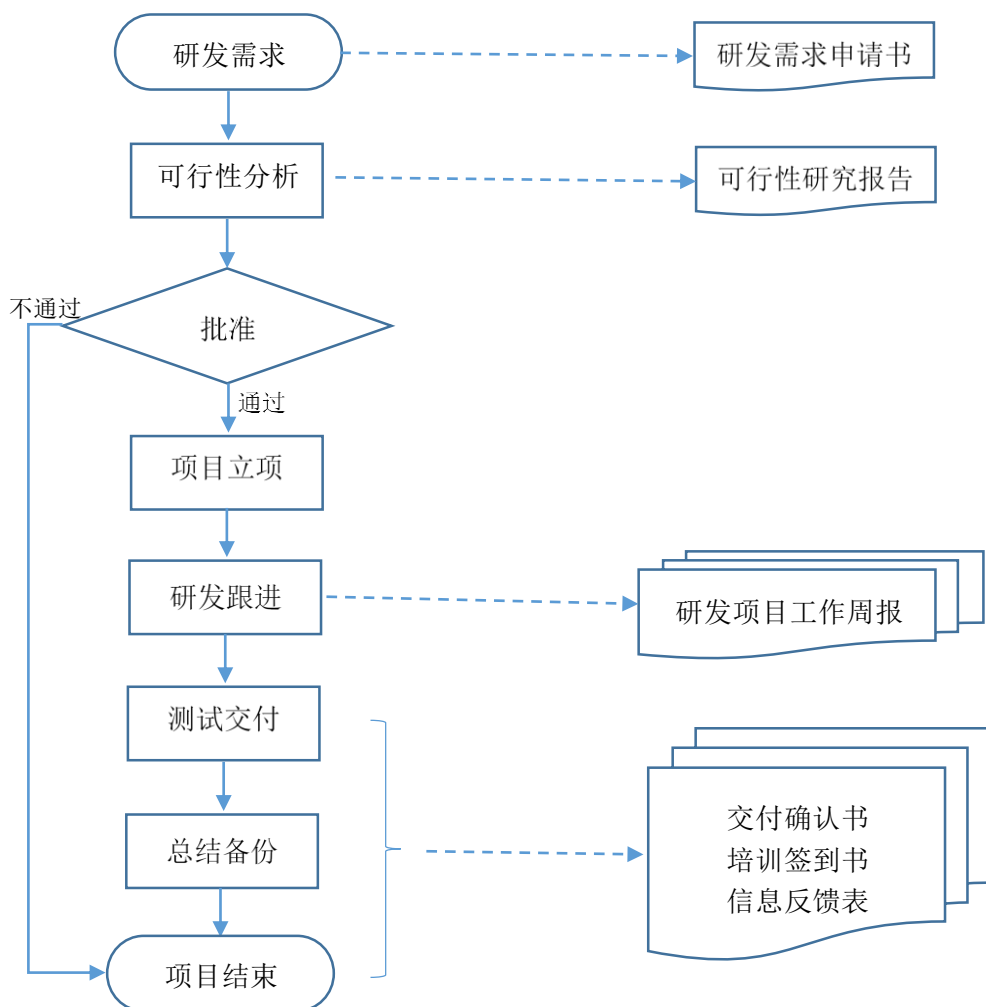 研发需求
研发需求申请书
可行性分析
可行性研究报告
不通过
批准
通过
项目立项
研发跟进
研发项目工作周报
测试交付
总结备份
交付确认书
培训签到书
信息反馈表
项目结束